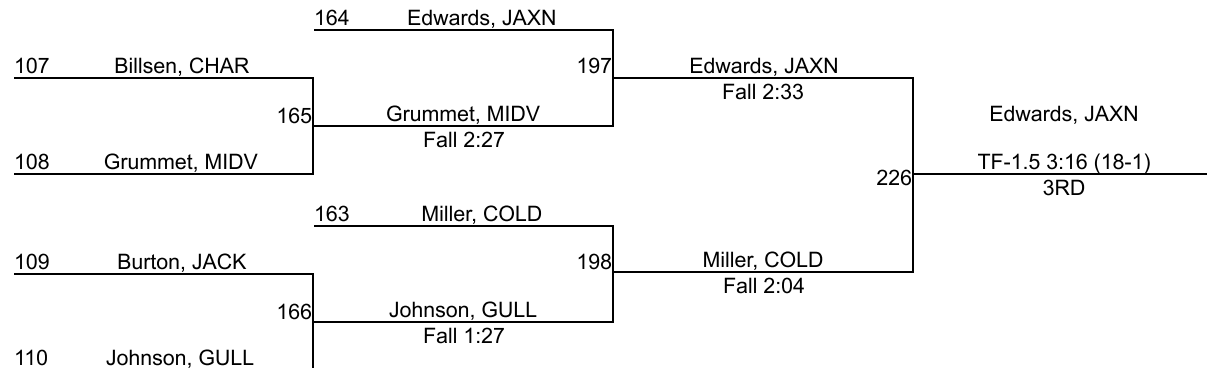 164 Edwards, JAXN
107 Billsen, CHAR
197 Edwards, JAXN
Fall 2:33
165 Grummet, MIDV
Fall 2:27
Edwards, JAXN
108 Grummet, MIDV
226 TF-1.5 3:16 (18-1)
3RD
163 Miller, COLD
109 Burton, JACK
198 Miller, COLD
Fall 2:04
166 Johnson, GULL
Fall 1:27
110 Johnson, GULL